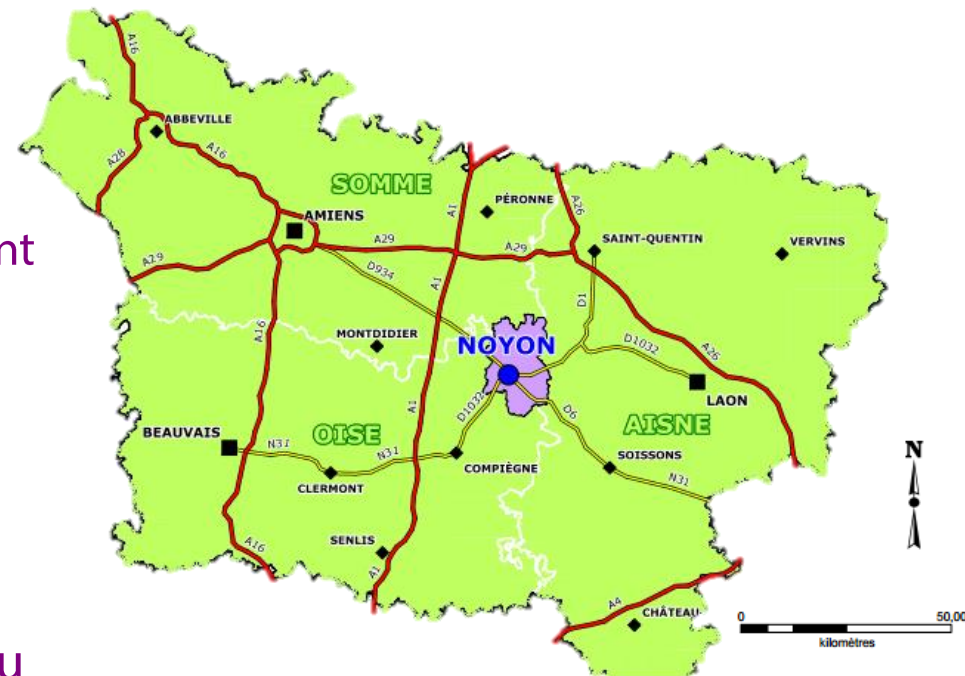 A16
ABBEVILLE
A28
A16
SOMME
PÉRONNE
A1
A26
AMIENS
nt
A29
A29
A29
SAINT-QUENTIN
VERVINS
D934
A1
D1
A16
MONTDIDIER
NOYON
D1032
A26
LAON
A1
D1032
D6
BEAUVAIS
OISE
AISNE
N31
N31
CLERMONT
COMPIÈGNE
SOISSONS
N31
N
SENLIS
A16
A1
A4
CHÂTEAU
0
50,00
kilomètres
u